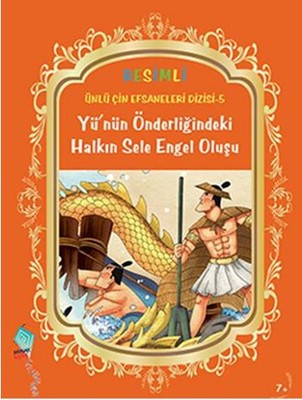 RESİMLİ
ÜNLÜ ÇİN EFSANELERİ DİZİSİ-5
Yü'nün Önderliğindeki
Halkın Sele Engel Oluşu
7+